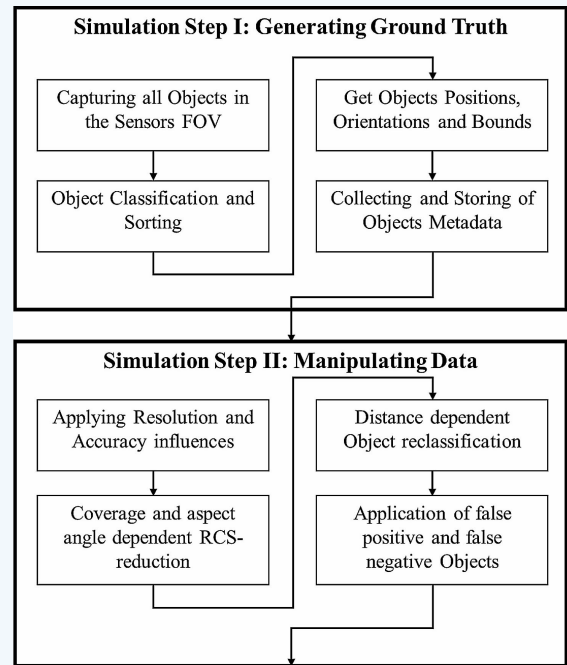 Simulation Step I: Generating Ground Truth
Capturing all Objects in
the Sensors FOV
Object Classification and
Sorting
Get Objects Positions,
Orientations and Bounds
Collecting and Storing of
Objects Metadata
Simulation Step II: Manipulating Data
Applying Resolution and
Accuracy influences
Coverage and aspect
angle dependent RCS-
reduction
Distance dependent
Object reclassification
Application of false
positive and false
negative Objects